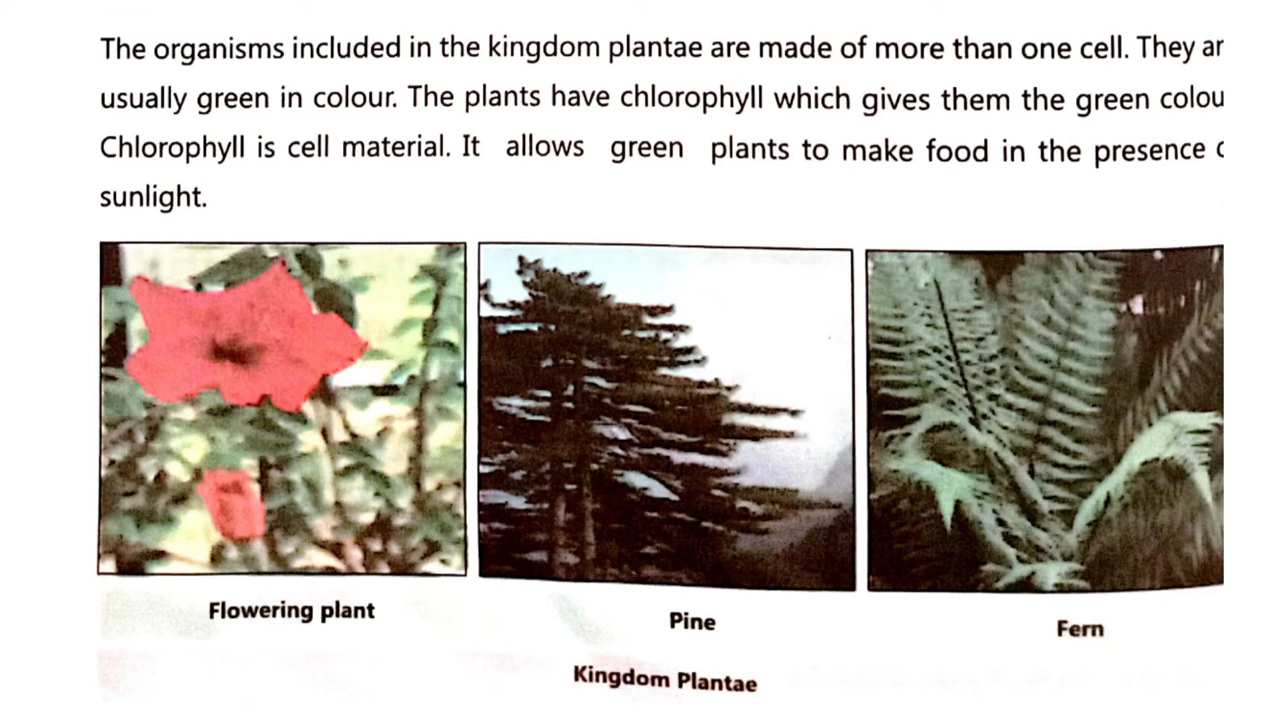 The organisms included in the kingdom plantae are made of more than one cell. They ar
usually green in colour. The plants have chlorophyll which gives them the green colou
Chlorophyll is cell material. It allows green plants to make food in the presence
sunlight.
Flowering plant
Pine
Fern
Kingdom Plantae